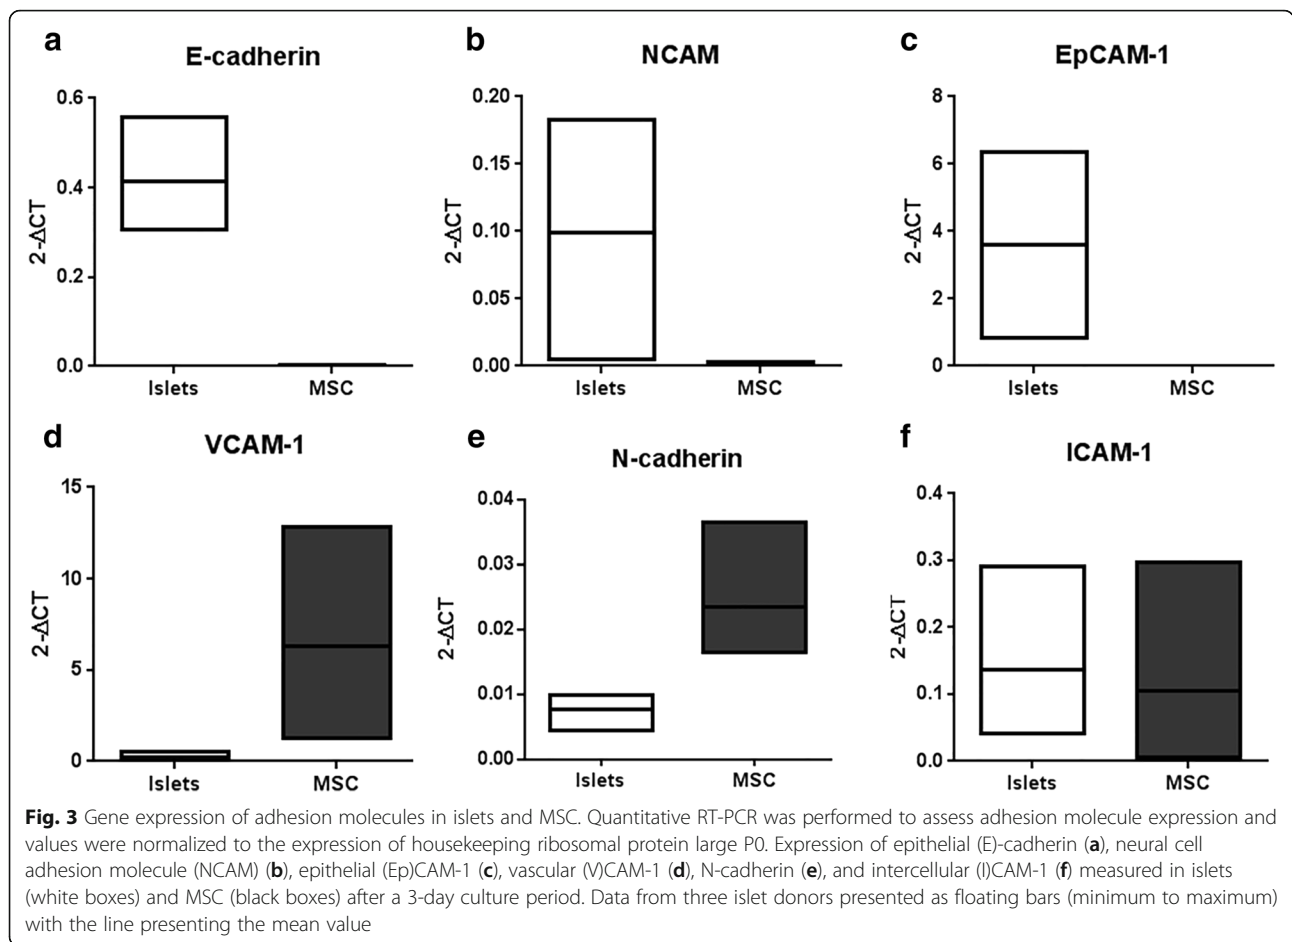 a
E-cadherin
0.6
0.4
0.2
0.0
2-ΔCT
Islets
MSC
b
NCAM
0.20
0.15
0.10
0.05
0.00
2-ΔCT
Islets
MSC
c
EpCAM-1
8
6
4
2
0
2-ΔCT
Islets
MSC
d
VCAM-1
15
10
5
0
2-ΔCT
Islets
MSC
e
N-cadherin
0.04
0.03
0.02
0.01
0.00
2-ΔCT
Islets
MSC
f
ICAM-1
0.4
0.3
0.2
0.1
0.0
2-ΔCT
Islets
MSC
Fig. 3 Gene expression of adhesion molecules in islets and MSC. Quantitative RT-PCR was performed to assess adhesion molecule expression and
values were normalized to the expression of housekeeping ribosomal protein large P0. Expression of epithelial (E)-cadherin (a), neural cell
adhesion molecule (NCAM) (b), epithelial (Ep)CAM-1 (c), vascular (V)CAM-1 (d), N-cadherin (e), and intercellular (I)CAM-1 (f) measured in islets
(white boxes) and MSC (black boxes) after a 3-day culture period. Data from three islet donors presented as floating bars (minimum to maximum)
with the line presenting the mean value